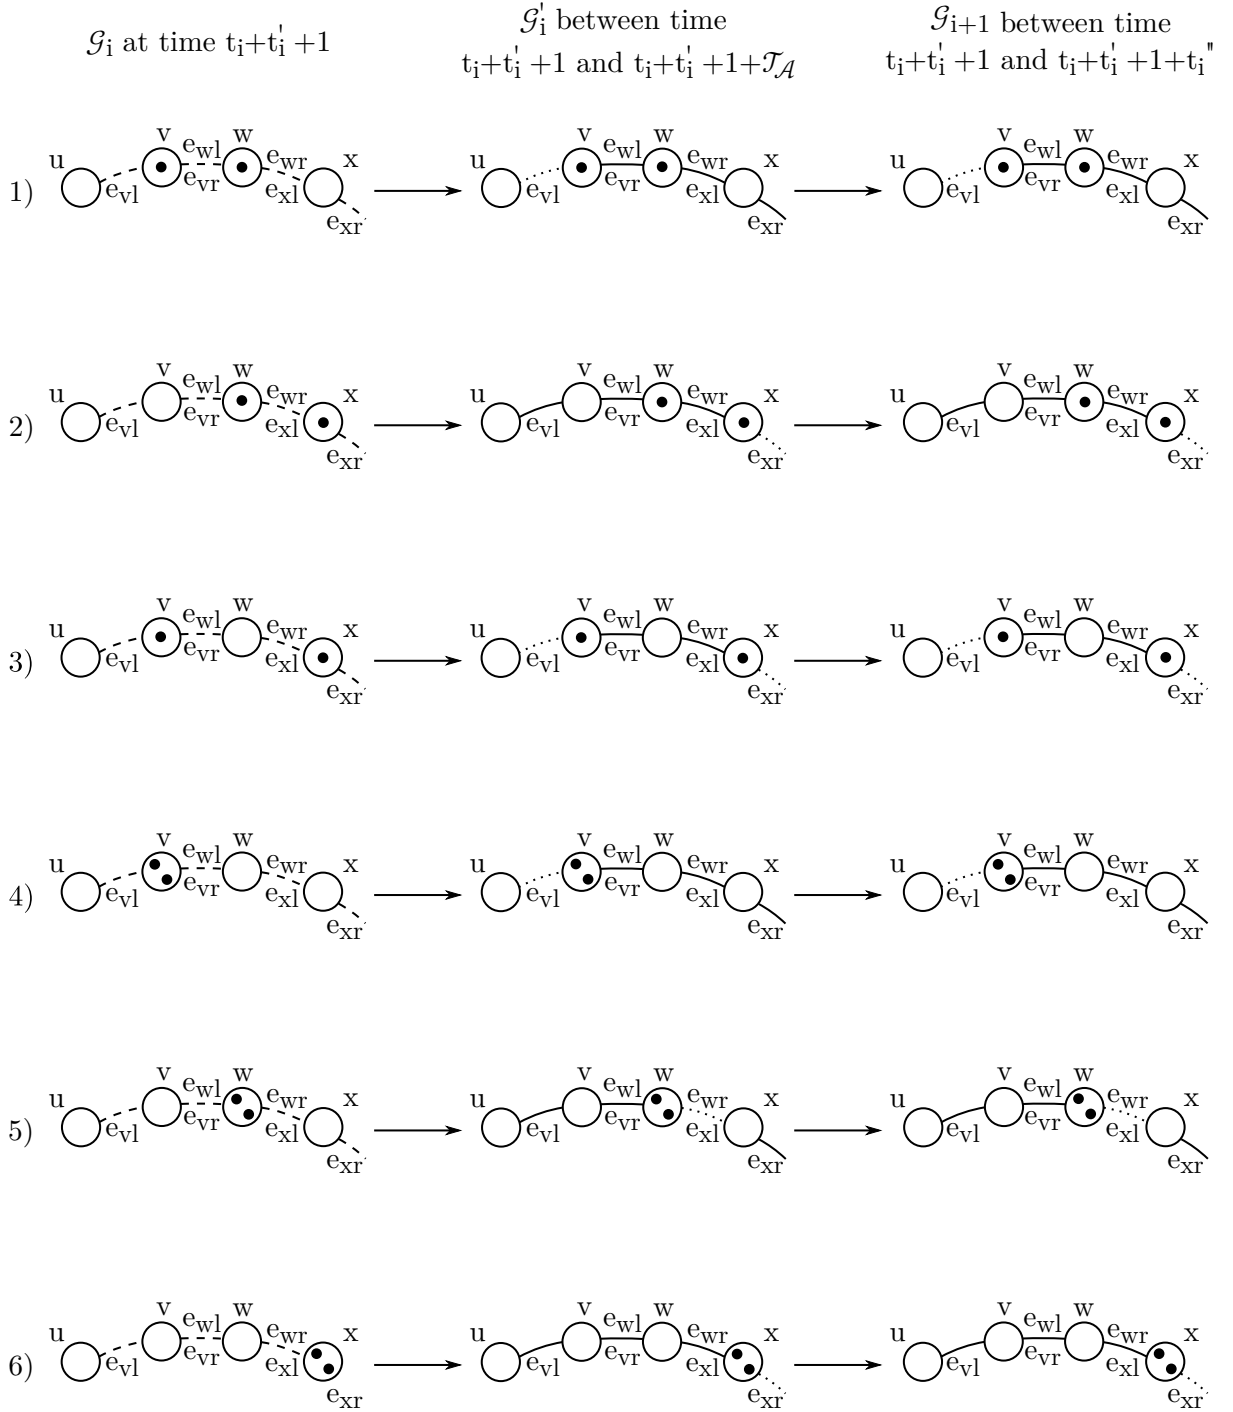 𝒢i at time ti+ti' +1
𝒢i' between time
ti+ti' +1 and ti+ti' +1+𝒯𝒜
𝒢i+1 between time
ti+ti' +1 and ti+ti' +1+ti"
1) u evl v ewl evr w ewr exl x exr
u evl v ewl evr w ewr exl x exr
u evl v ewl evr w ewr exl x exr
2) u evl v ewl evr w ewr exl x exr
u evl v ewl evr w ewr exl x exr
u evl v ewl evr w ewr exl x exr
3) u evl v ewl evr w ewr exl x exr
u evl v ewl evr w ewr exl x exr
u evl v ewl evr w ewr exl x exr
4) u evl v ewl evr w ewr exl x exr
u evl v ewl evr w ewr exl x exr
u evl v ewl evr w ewr exl x exr
5) u evl v ewl evr w ewr exl x exr
u evl v ewl evr w ewr exl x exr
u evl v ewl evr w ewr exl x exr
6) u evl v ewl evr w ewr exl x exr
u evl v ewl evr w ewr exl x exr
u evl v ewl evr w ewr exl x exr